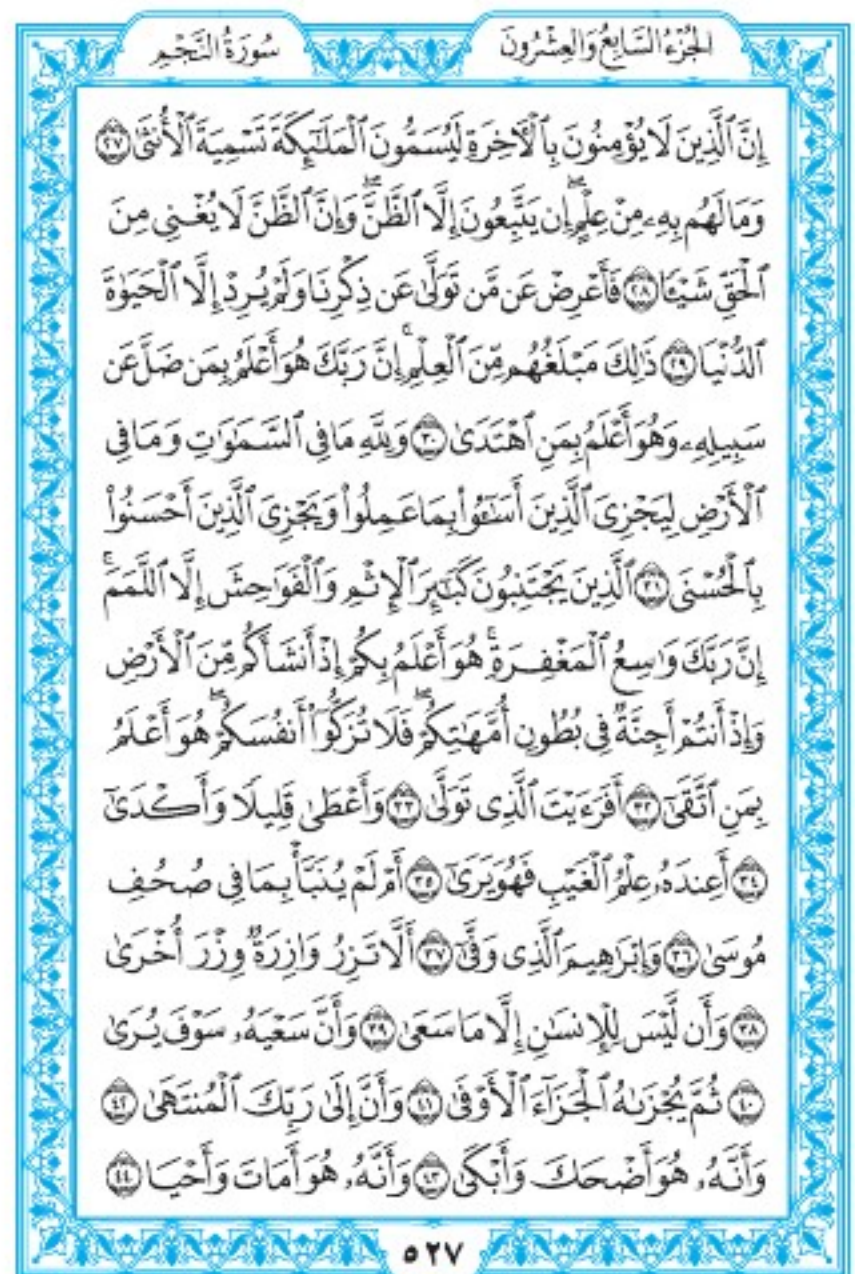 الجُزْءُ السَّابِعُ وَالعِشْرُونَ
سُورَةُ النَّجْمِ
إِنَّ ٱلَّذِينَ لَا يُؤْمِنُونَ بِٱلْءَاخِرَةِ لَيُسَمُّونَ ٱلْمَلَٰٓئِكَةَ تَسْمِيَةَ ٱلْأُنثَىٰ ٢٧
وَمَا لَهُم بِهِۦ مِنْ عِلْمٍۖ إِن يَتَّبِعُونَ إِلَّا ٱلظَّنَّۖ وَإِنَّ ٱلظَّنَّ لَا يُغْنِى مِنَ
ٱلْحَقِّ شَيْـًٔا ٢٨ فَأَعْرِضْ عَن مَّن تَوَلَّىٰ عَن ذِكْرِنَا وَلَمْ يُرِدْ إِلَّا ٱلْحَيَوٰةَ
ٱلدُّنْيَا ٢٩ ذَٰلِكَ مَبْلَغُهُم مِّنَ ٱلْعِلْمِۚ إِنَّ رَبَّكَ هُوَ أَعْلَمُ بِمَن ضَلَّ عَن
سَبِيلِهِۦ وَهُوَ أَعْلَمُ بِمَنِ ٱهْتَدَىٰ ٣٠ وَلِلَّهِ مَا فِى ٱلسَّمَٰوَٰتِ وَمَا فِى
ٱلْأَرْضِ لِيَجْزِىَ ٱلَّذِينَ أَسَٰٓـُٔوا۟ بِمَا عَمِلُوا۟ وَيَجْزِىَ ٱلَّذِينَ أَحْسَنُوا۟
بِٱلْحُسْنَى ٣١ ٱلَّذِينَ يَجْتَنِبُونَ كَبَٰٓئِرَ ٱلْإِثْمِ وَٱلْفَوَٰحِشَ إِلَّا ٱللَّمَمَۚ
إِنَّ رَبَّكَ وَٰسِعُ ٱلْمَغْفِرَةِۚ هُوَ أَعْلَمُ بِكُمْ إِذْ أَنشَأَكُم مِّنَ ٱلْأَرْضِ
وَإِذْ أَنتُمْ أَجِنَّةٌ فِى بُطُونِ أُمَّهَٰتِكُمْۖ فَلَا تُزَكُّوٓا۟ أَنفُسَكُمْۖ هُوَ أَعْلَمُ
بِمَنِ ٱتَّقَىٰٓ ٣٢ أَفَرَءَيْتَ ٱلَّذِى تَوَلَّىٰ ٣٣ وَأَعْطَىٰ قَلِيلًا وَأَكْدَىٰٓ
٣٤ أَعِندَهُۥ عِلْمُ ٱلْغَيْبِ فَهُوَ يَرَىٰٓ ٣٥ أَمْ لَمْ يُنَبَّأْ بِمَا فِى صُحُفِ
مُوسَىٰ ٣٦ وَإِبْرَٰهِيمَ ٱلَّذِى وَفَّىٰٓ ٣٧ أَلَّا تَزِرُ وَازِرَةٌ وِزْرَ أُخْرَىٰ
٣٨ وَأَن لَّيْسَ لِلْإِنسَٰنِ إِلَّا مَا سَعَىٰ ٣٩ وَأَنَّ سَعْيَهُۥ سَوْفَ يُرَىٰ
٤٠ ثُمَّ يُجْزَىٰهُ ٱلْجَزَآءَ ٱلْأَوْفَىٰ ٤١ وَأَنَّ إِلَىٰ رَبِّكَ ٱلْمُنتَهَىٰ ٤٢
وَأَنَّهُۥ هُوَ أَضْحَكَ وَأَبْكَىٰ ٤٣ وَأَنَّهُۥ هُوَ أَمَاتَ وَأَحْيَا ٤٤
٥٢٧